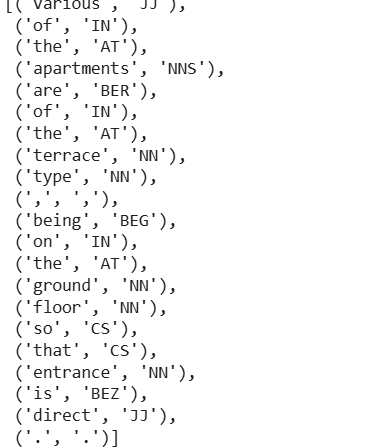 [('Various', 'JJ'),
('of', 'IN'),
('the', 'AT'),
('apartments', 'NNS'),
('are', 'BER'),
('of', 'IN'),
('the', 'AT'),
('terrace', 'NN'),
('type', 'NN'),
(',', ','),
('being', 'BEG'),
('on', 'IN'),
('the', 'AT'),
('ground', 'NN'),
('floor', 'NN'),
('so', 'CS'),
('that', 'CS'),
('entrance', 'NN'),
('is', 'BEZ'),
('direct', 'JJ'),
('.', '.')]